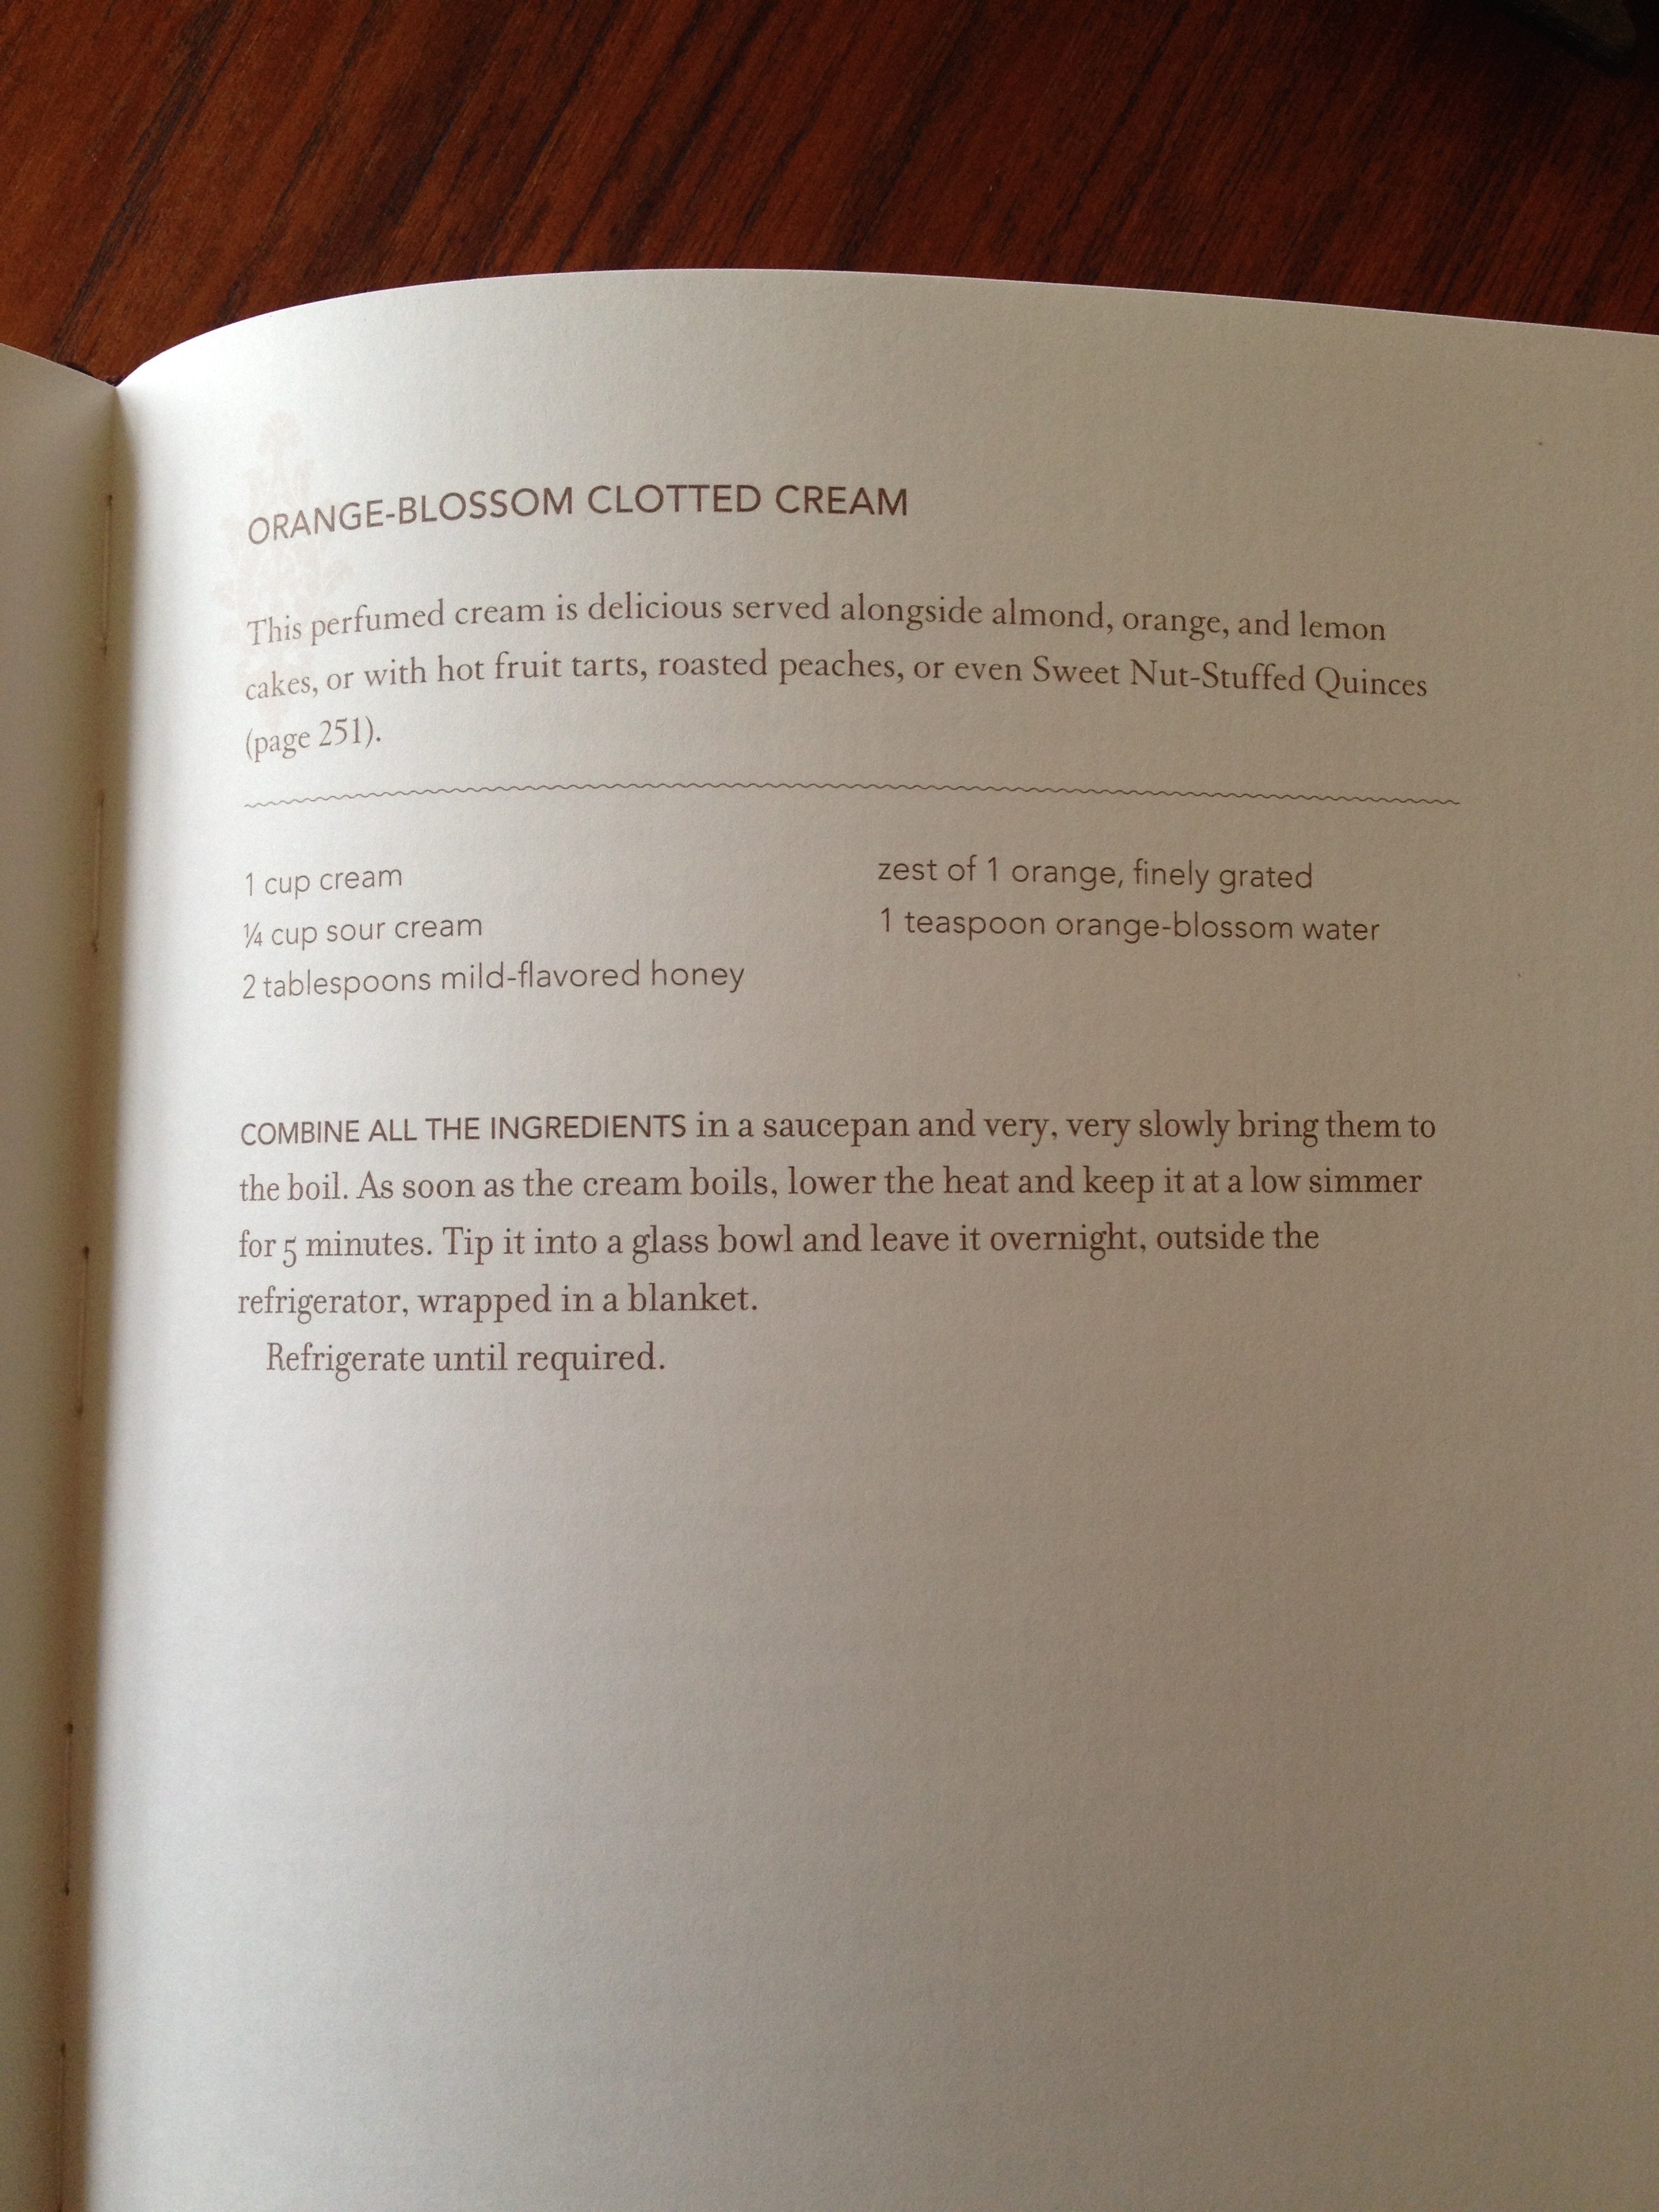 ORANGE-BLOSSOM CLOTTED CREAM
This perfumed cream is delicious served alongside almond, orange, and lemon
cakes, or with hot fruit tarts, roasted peaches, or even Sweet Nut-Stuffed Quinces
(page 251).
1 cup cream
¼ cup sour cream
2 tablespoons mild-flavored honey
zest of 1 orange, finely grated
1 teaspoon orange-blossom water
COMBINE ALL THE INGREDIENTS in a saucepan and very, very slowly bring them to
the boil. As soon as the cream boils, lower the heat and keep it at a low simmer
for 5 minutes. Tip it into a glass bowl and leave it overnight, outside the
refrigerator, wrapped in a blanket.
Refrigerate until required.